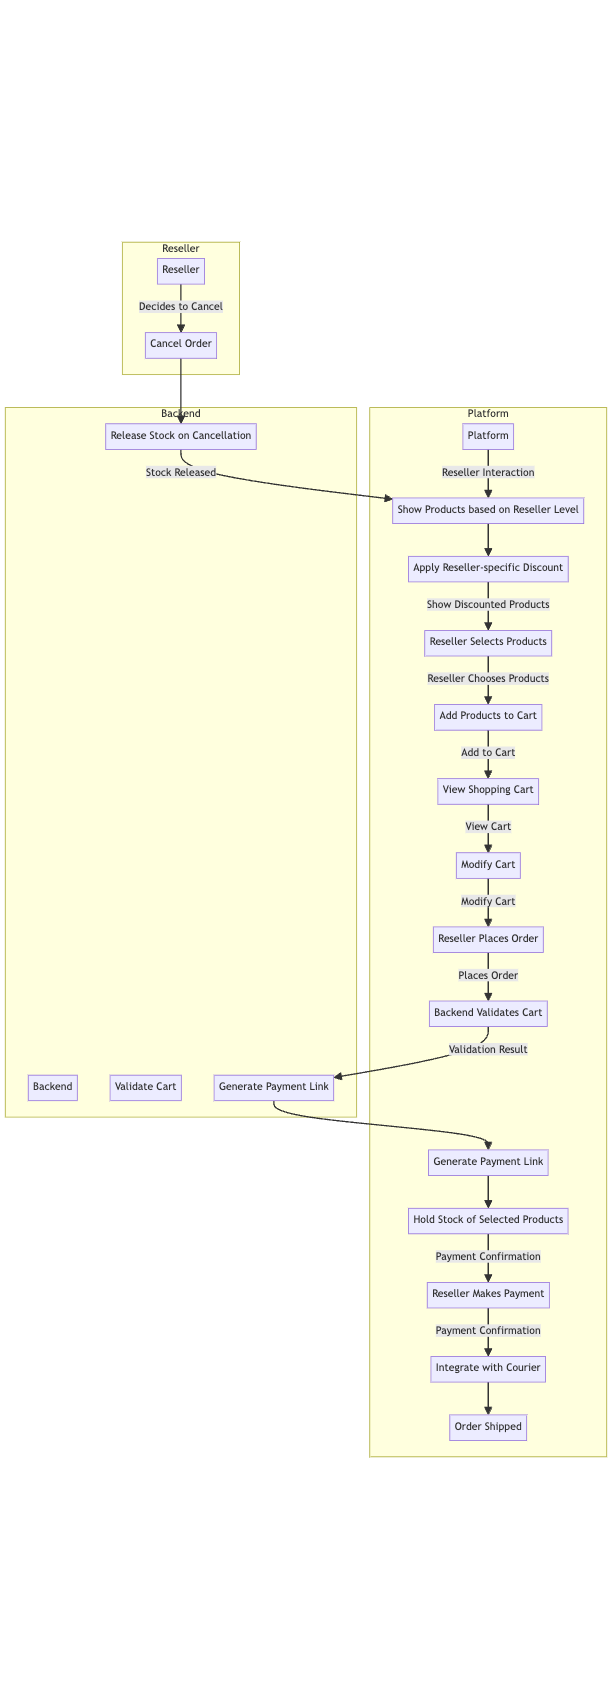 Reseller
Reseller
Decides to Cancel
Cancel Order
Backend
Release Stock on Cancellation
Stock Released
Backend
Validate Cart
Generate Payment Link
Platform
Platform
Reseller Interaction
Show Products based on Reseller Level
Apply Reseller-specific Discount
Show Discounted Products
Reseller Selects Products
Reseller Chooses Products
Add Products to Cart
Add to Cart
View Shopping Cart
View Cart
Modify Cart
Modify Cart
Reseller Places Order
Places Order
Backend Validates Cart
Validation Result
Generate Payment Link
Hold Stock of Selected Products
Payment Confirmation
Reseller Makes Payment
Payment Confirmation
Integrate with Courier
Order Shipped